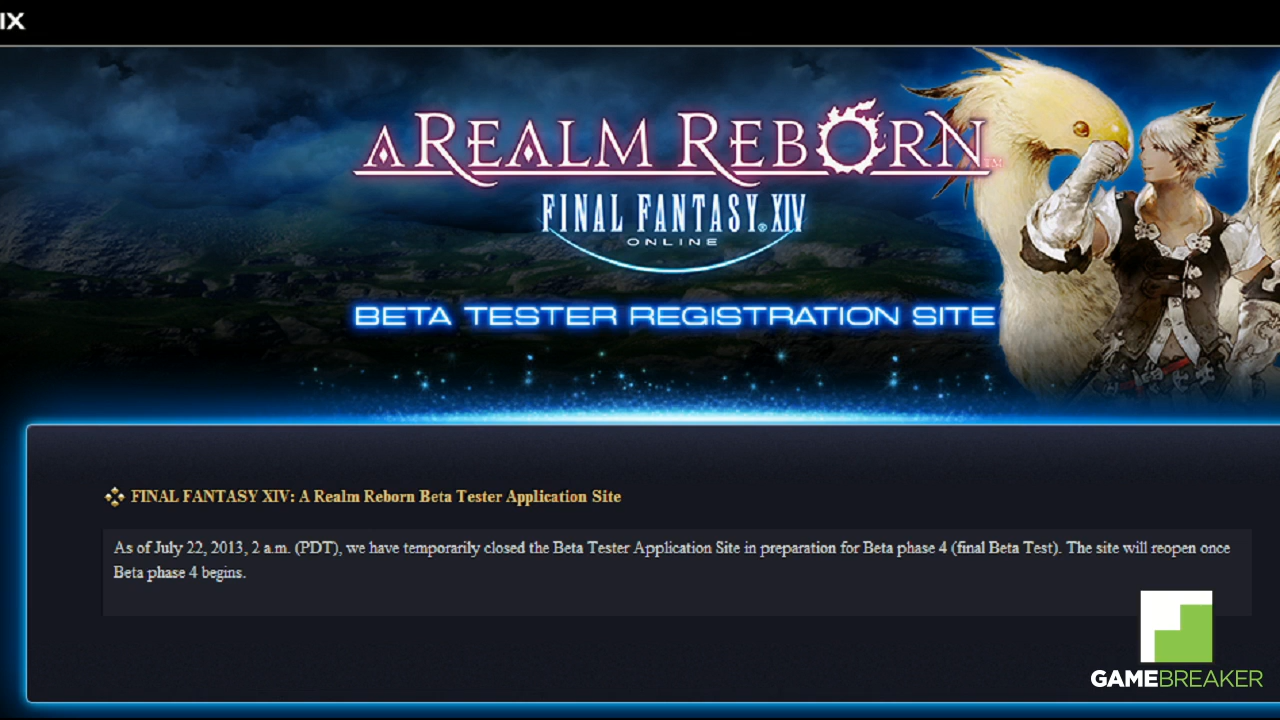 IX
A REALM REBORN™
FINAL FANTASY® XIV
ONLINE
BETA TESTER REGISTRATION SITE
FINAL FANTASY XIV: A Realm Reborn Beta Tester Application Site
As of July 22, 2013, 2 a.m. (PDT), we have temporarily closed the Beta Tester Application Site in preparation for Beta phase 4 (final Beta Test). The site will reopen once
Beta phase 4 begins.
GAMEBREAKER